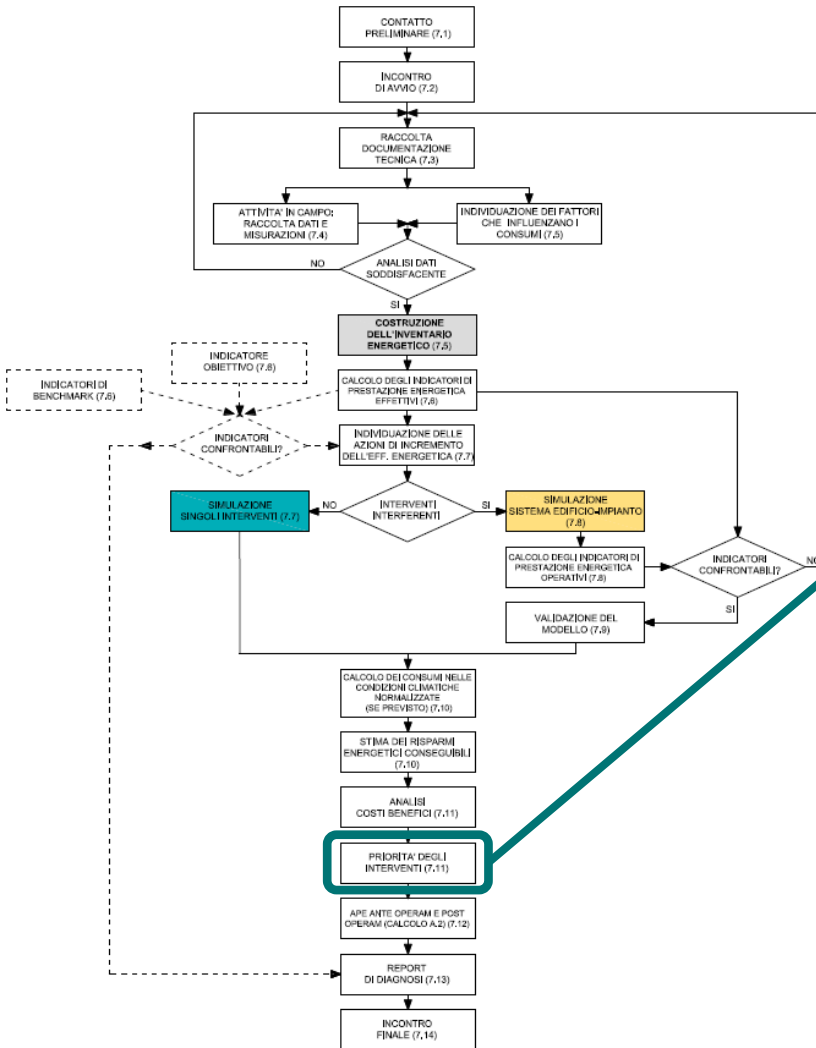 CONTATTO
PRELIMINARE (7.1)
INCONTRO
DI AVVIO (7.2)
RACCOLTA
DOCUMENTAZIONE
TECNICA (7.3)
ATTIVITA' IN CAMPO:
RACCOLTA DATI E
MISURAZIONI (7.4)
INDIVIDUAZIONE DEI FATTORI
CHE INFLUENZANO I
CONSUMI (7.5)
NO
ANALISI DATI
SODDISFACENTE
SI
COSTRUZIONE
DELL'INVENTARIO
ENERGETICO (7.5)
INDICATORE
OBIETTIVO (7.6)
INDICATORI DI
BENCHMARK (7.6)
CALCOLO DEGLI INDICATORI DI
PRESTAZIONE ENERGETICA
EFFETTIVI (7.6)
INDICATORI
CONFRONTABILI?
INDIVIDUAZIONE DELLE
AZIONI DI INCREMENTO
DELL'EFF. ENERGETICA (7.7)
SIMULAZIONE
SINGOLI INTERVENTI (7.7)
NO
INTERVENTI
INTERFERENTI
SI
SIMULAZIONE
SISTEMA EDIFICIO-IMPIANTO
(7.8)
CALCOLO DEGLI INDICATORI DI
PRESTAZIONE ENERGETICA
OPERATIVI (7.8)
INDICATORI
CONFRONTABILI?
NO
SI
VALIDAZIONE DEL
MODELLO (7.9)
CALCOLO DEI CONSUMI NELLE
CONDIZIONI CLIMATICHE
NORMALIZZATE
(SE PREVISTO) (7.10)
STIMA DEI RISPARMI
ENERGETICI CONSEGUIBILI
(7.10)
ANALISI
COSTI BENEFICI (7.11)
PRIORITA' DEGLI
INTERVENTI (7.11)
APE ANTE OPERAM E POST
OPERAM (CALCOLO A.2) (7.12)
REPORT
DI DIAGNOSI (7.13)
INCONTRO
FINALE (7.14)